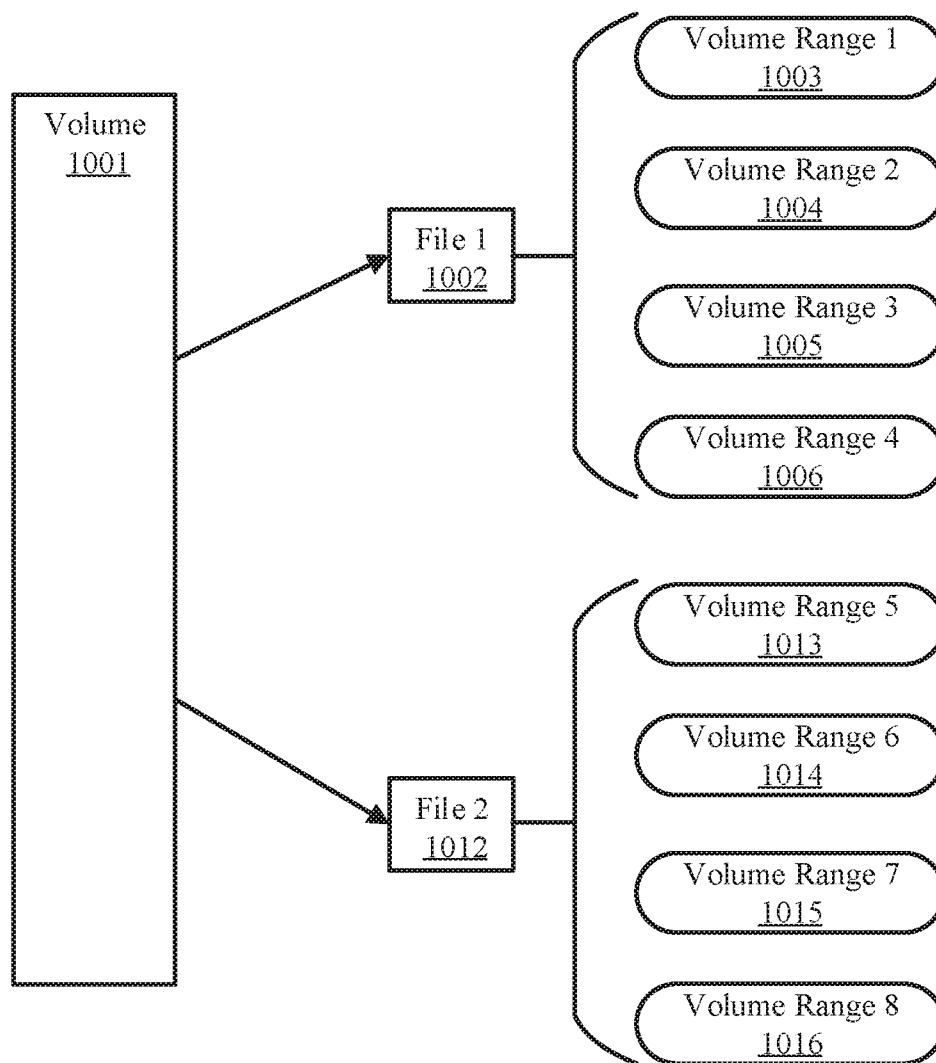 Volume
1001
File 1
1002
Volume Range 1
1003
Volume Range 2
1004
Volume Range 3
1005
Volume Range 4
1006
File 2
1012
Volume Range 5
1013
Volume Range 6
1014
Volume Range 7
1015
Volume Range 8
1016